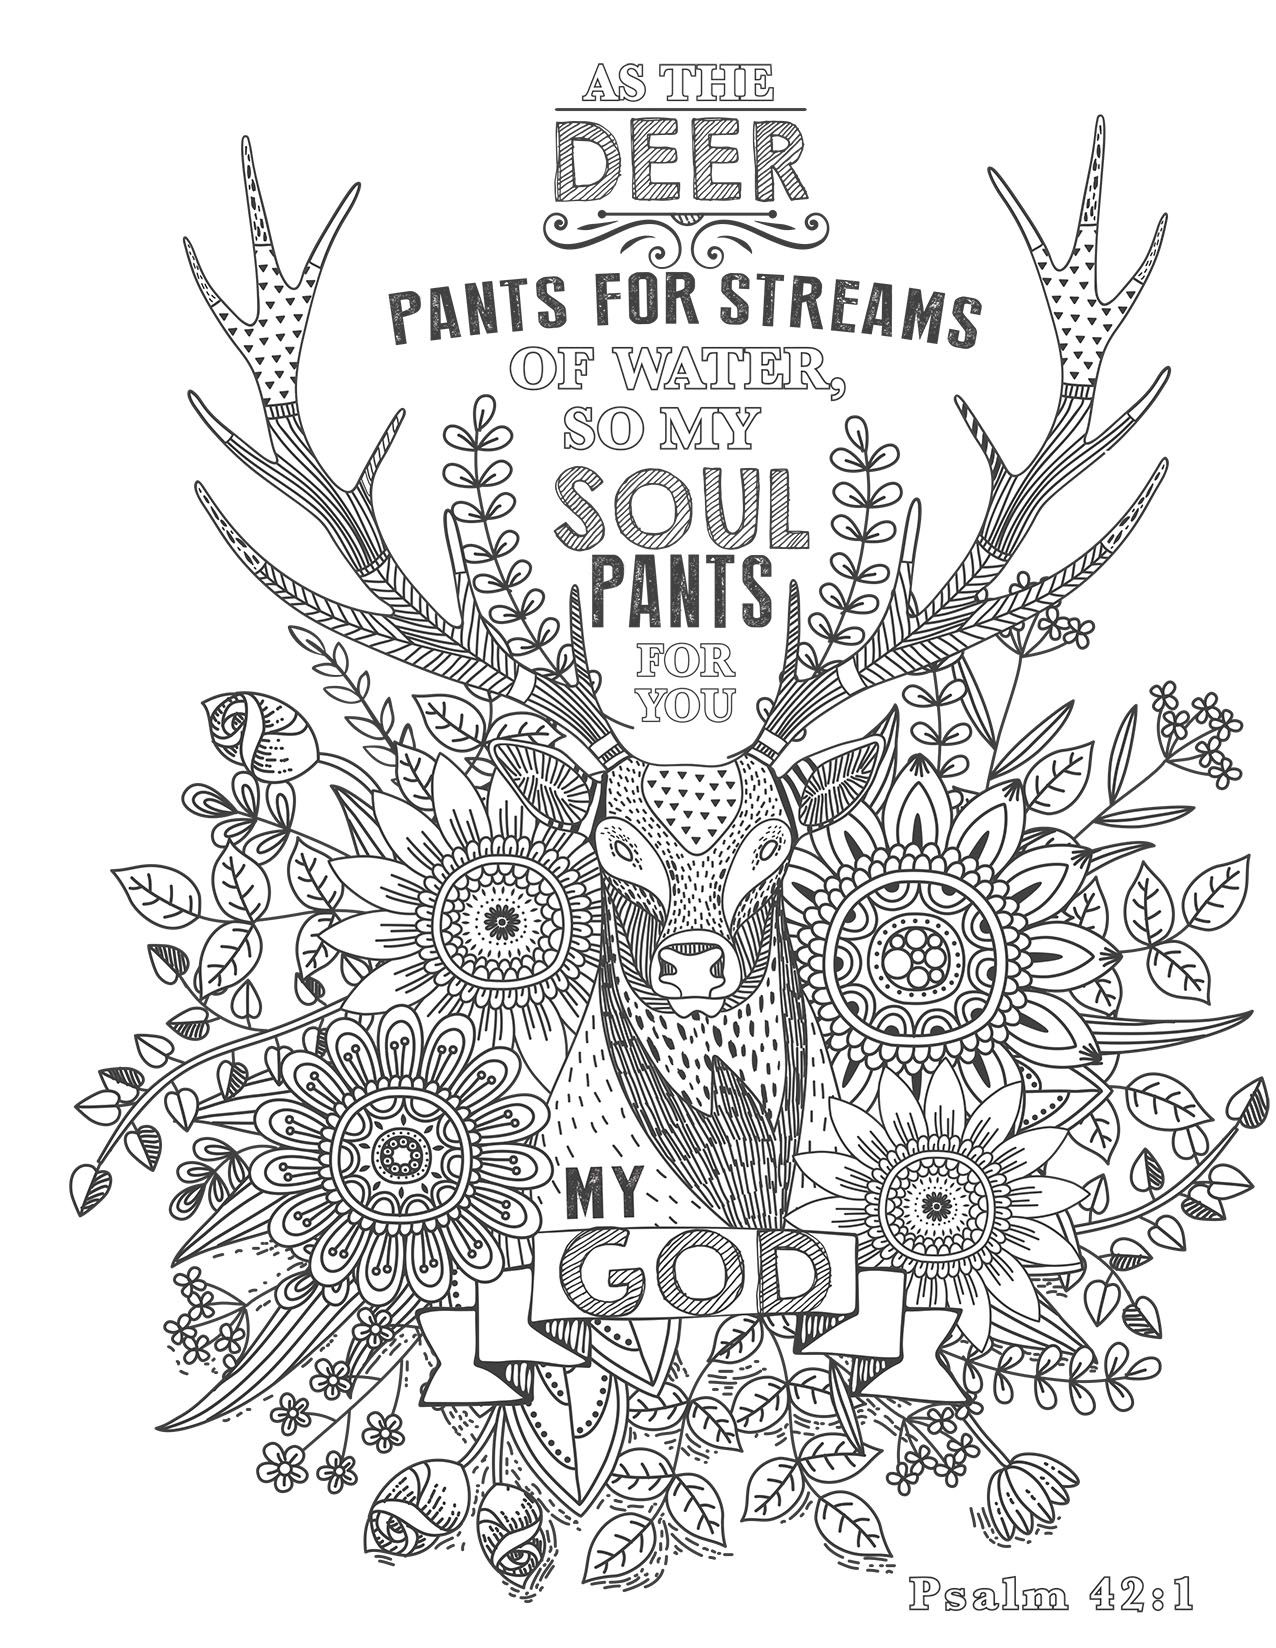 AS THE
DEER
PANTS FOR STREAMS
OF WATER,
SO MY
SOUL
PANTS
FOR
YOU
MY
GOD
Psalm 42:1